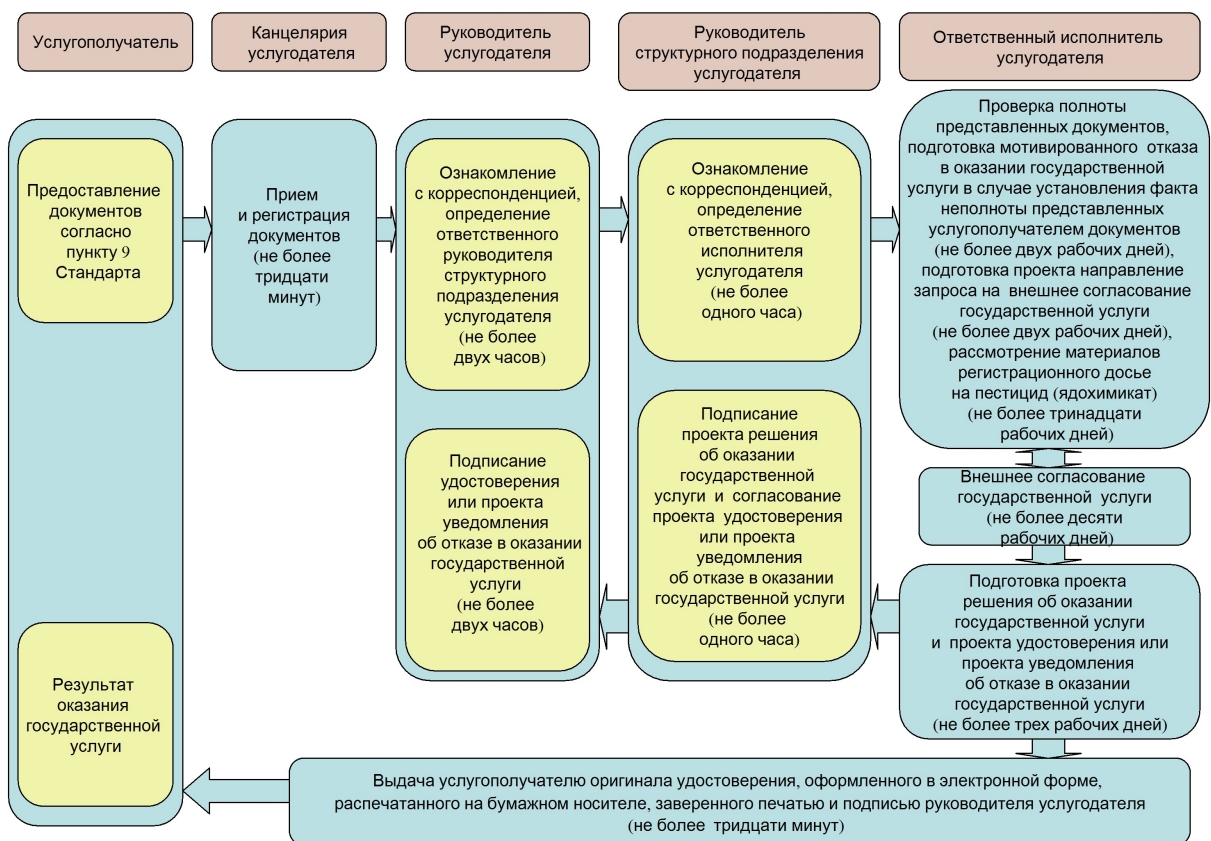 Услугополучатель
Канцелярия
услугодателя
Руководитель
услугодателя
Руководитель
структурного подразделения
услугодателя
Ответственный исполнитель
услугодателя
Предоставление
документов
согласно
пункту 9
Стандарта
Прием
и регистрация
документов
(не более
тридцати
минут)
Ознакомление
с корреспонденцией,
определение
ответственного
руководителя
структурного
подразделения
услугодателя
(не более
двух часов)
Ознакомление
с корреспонденцией,
определение
ответственного
исполнителя
услугодателя
(не более
одного часа)
Проверка полноты
представленных документов,
подготовка мотивированного отказа
в оказании государственной
услуги в случае установления факта
неполноты представленных
услугополучателем документов
(не более двух рабочих дней),
подготовка проекта направление
запроса на внешнее согласование
государственной услуги
(не более двух рабочих дней),
рассмотрение материалов
регистрационного досье
на пестицид (ядохимикат)
(не более тринадцати
рабочих дней)
Внешнее согласование
государственной услуги
(не более десяти
рабочих дней)
Подготовка проекта
решения об оказании
государственной услуги
и проекта удостоверения или
проекта уведомления
об отказе в оказании
государственной услуги
(не более трех рабочих дней)
Подписание
проекта решения
об оказании
государственной
услуги и согласование
проекта удостоверения
или проекта
уведомления
об отказе в оказании
государственной услуги
(не более
одного часа)
Подписание
удостоверения
или проекта
уведомления
об отказе в оказании
государственной
услуги
(не более
двух часов)
Выдача услугополучателю оригинала удостоверения, оформленного в электронной форме,
распечатанного на бумажном носителе, заверенного печатью и подписью руководителя услугодателя
(не более тридцати минут)
Результат
оказания
государственной
услуги